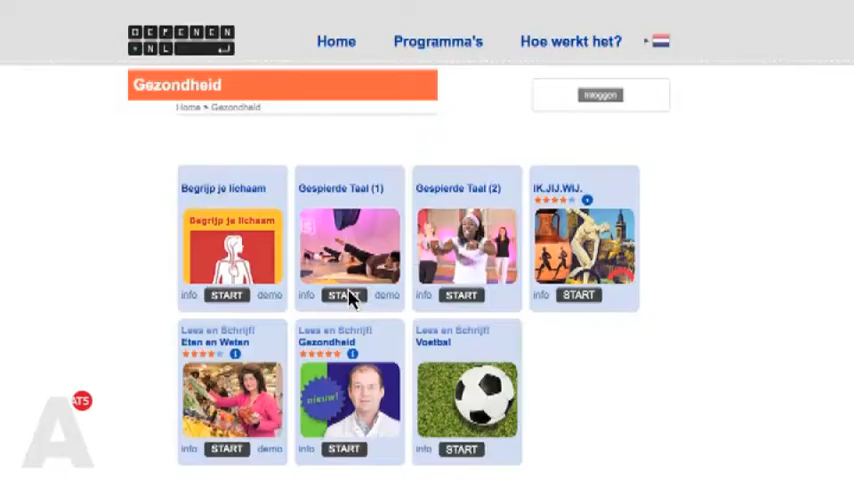 OEFENEN
NL
Home
Programma's
Hoe werkt het?
Gezondheid
Home > Gezondheid
Inloggen
Begrijp je lichaam
Gespierde Taal (1)
Gespierde Taal (2)
IK.JIJ.WIJ.
Begrijp je lichaam
info START demo
info START demo
info START
info START
Lees en Schrijf!
Eten en Weten
Lees en Schrijf!
Gezondheid
Lees en Schrijf!
Voetbal
nieuw!
info START demo
info START
info START
AT5
A